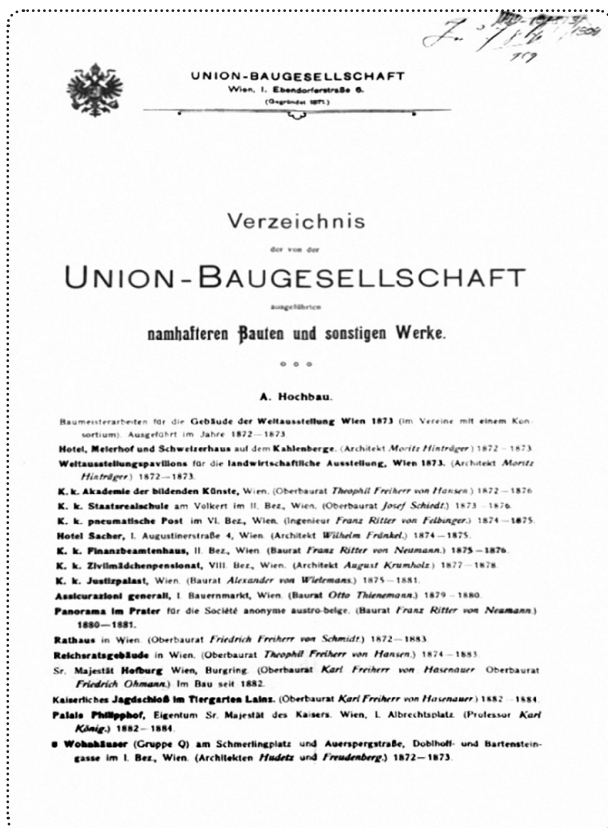 UNION-BAUGESELLSCHAFT
Wien, I. Ebendorferstraße 6.
(Gegründet 1871.)
Verzeichnis
der von der
UNION-BAUGESELLSCHAFT
ausgeführten
namhafteren Bauten und sonstigen Werke.
A. Hochbau.
Baumeisterarbeiten für die Gebäude der Weltausstellung Wien 1873 (im Vereine mit einem Kon-
sortium). Ausgeführt im Jahre 1872—1873.
Hotel, Meierhof und Schweizerhaus auf dem Kahlenberge. (Architekt Moritz Hinträger) 1872—1873.
Weltausstellungspavillons für die landwirtschaftliche Ausstellung, Wien 1873. (Architekt Moritz
Hinträger) 1872—1873.
K. k. Akademie der bildenden Künste, Wien. (Oberbaurat Theophil Freiherr von Hansen) 1872—1876
K. k. Staatsrealschule am Volkert im II. Bez., Wien. (Oberbaurat Josef Schiedt.) 1873—1876.
K. k. pneumatische Post im VI. Bez., Wien. (Ingenieur Franz Ritter von Felbinger.) 1874—1875.
Hotel Sacher, I. Augustinerstraße 4, Wien (Architekt Wilhelm Fränkel.) 1874—1875.
K. k. Finanzbeamtenhaus, II. Bez., Wien (Baurat Franz Ritter von Neumann.) 1875—1876.
K. k. Zivilmädchenpensionat, VIII. Bez., Wien. (Architekt August Krumholz) 1877—1878.
K. k. Justizpalast, Wien. (Baurat Alexander von Wielemans.) 1875—1881.
Assicurazioni generali, I. Bauernmarkt, Wien. (Baurat Otto Thienemann.) 1879—1880.
Panorama im Prater für die Société anonyme austro-belge. (Baurat Franz Ritter von Neumann.)
1880—1881.
Rathaus in Wien. (Oberbaurat Friedrich Freiherr von Schmidt.) 1872—1883.
Reichsratsgebäude in Wien. (Oberbaurat Theophil Freiherr von Hansen.) 1874—1883.
Sr. Majestät Hofburg Wien, Burgring. (Oberbaurat Karl Freiherr von Hasenauer Oberbaurat
Friedrich Ohmann.) Im Bau seit 1882.
Kaiserliches Jagdschloß im Tiergarten Lainz. (Oberbaurat Karl Freiherr von Hasenauer.) 1882—1884.
Palais Philipphof, Eigentum Sr. Majestät des Kaisers. Wien, I. Albrechtsplatz. (Professor Karl
König.) 1882—1884.
8 Wohnhäuser (Gruppe Q) am Schmerlingplatz und Auerspergstraße, Doblhoff- und Bartenstein-
gasse im I. Bez., Wien. (Architekten Hudetz und Freudenberg.) 1872—1873.